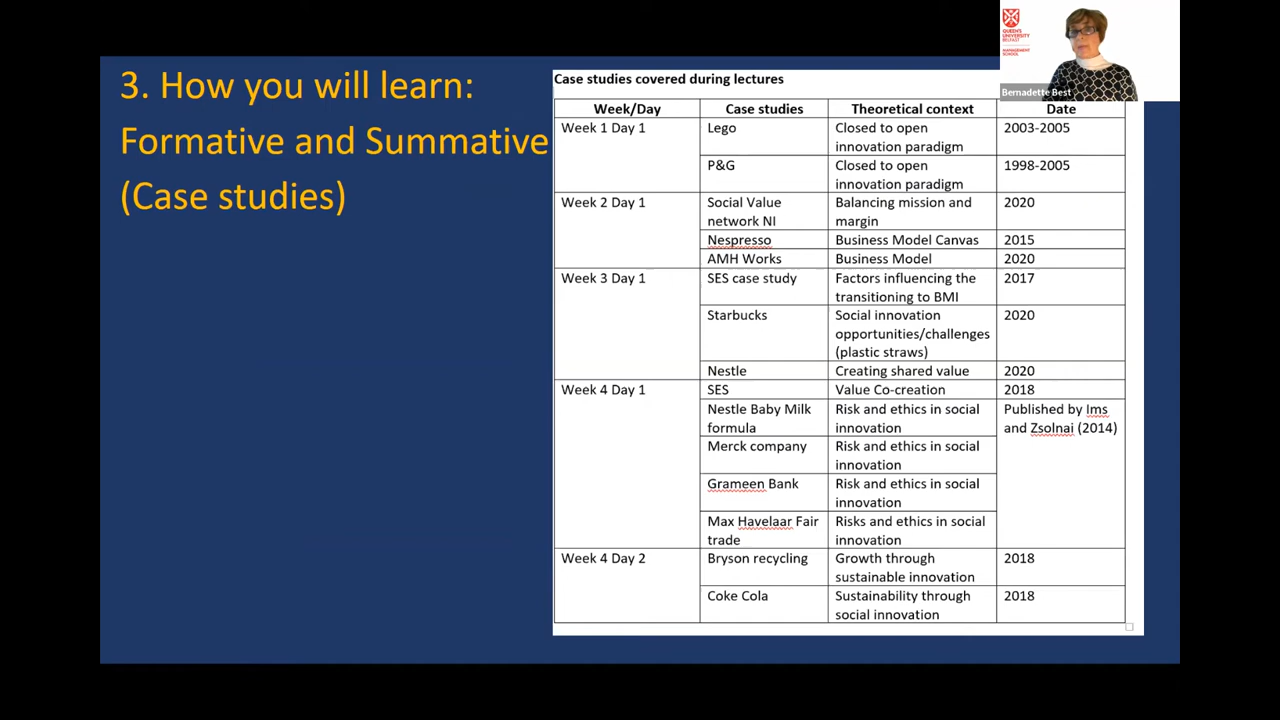 3. How you will learn:
Formative and Summative
(Case studies)
QUEEN'S
UNIVERSITY
BELFAST
MANAGEMENT
SCHOOL
Bernadette Best
Case studies covered during lectures
Week/Day Case studies Theoretical context Date
Week 1 Day 1 Lego Closed to open 2003-2005
innovation paradigm
P&G Closed to open 1998-2005
innovation paradigm
Week 2 Day 1 Social Value Balancing mission and 2020
network NI margin
Nespresso Business Model Canvas 2015
AMH Works Business Model 2020
Week 3 Day 1 SES case study Factors influencing the 2017
transitioning to BMI
Starbucks Social innovation 2020
opportunities/challenges
(plastic straws)
Nestle Creating shared value 2020
Week 4 Day 1 SES Value Co-creation 2018
Nestle Baby Milk Risk and ethics in social Published by Ims
formula innovation and Zsolnai (2014)
Merck company Risk and ethics in social
innovation
Grameen Bank Risk and ethics in social
innovation
Max Havelaar Fair Risks and ethics in social
trade innovation
Week 4 Day 2 Bryson recycling Growth through 2018
sustainable innovation
Coke Cola Sustainability through 2018
social innovation